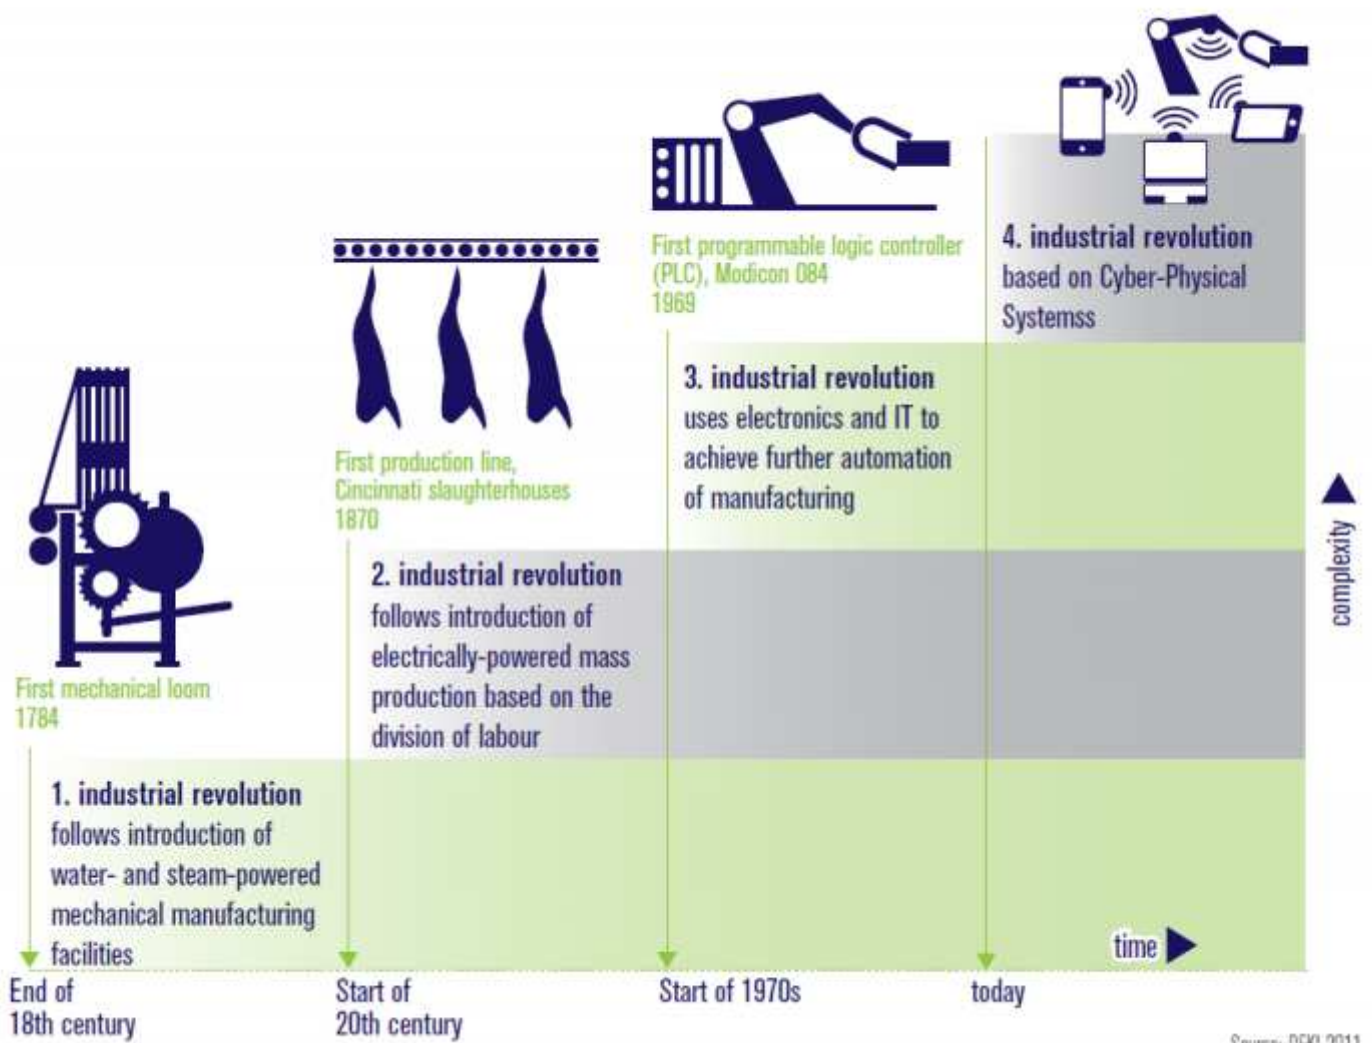 First mechanical loom
1784
1. industrial revolution
follows introduction of
water- and steam-powered
mechanical manufacturing
facilities
End of
18th century
First production line,
Cincinnati slaughterhouses
1870
2. industrial revolution
follows introduction of
electrically-powered mass
production based on the
division of labour
Start of
20th century
First programmable logic controller
(PLC), Modicon 084
1969
3. industrial revolution
uses electronics and IT to
achieve further automation
of manufacturing
Start of 1970s
4. industrial revolution
based on Cyber-Physical
Systemss
today
time
complexity
Source: DFKI 2011